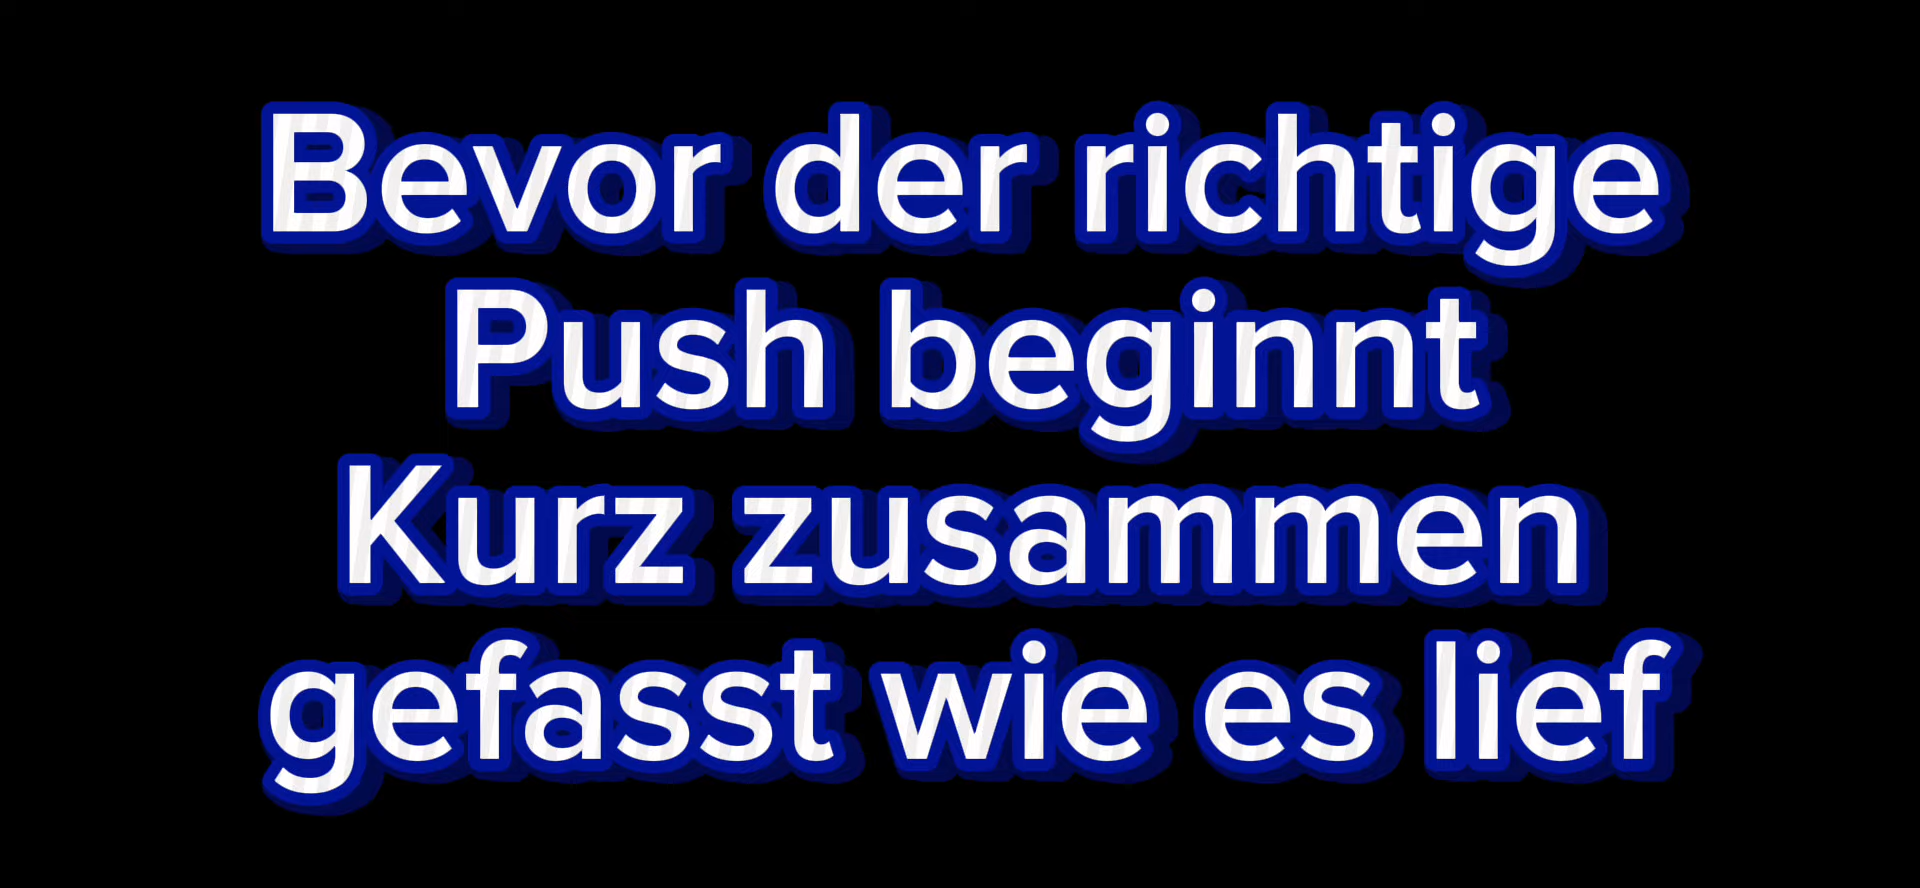 Bevor der richtige
Push beginnt
Kurz zusammen
gefasst wie es lief